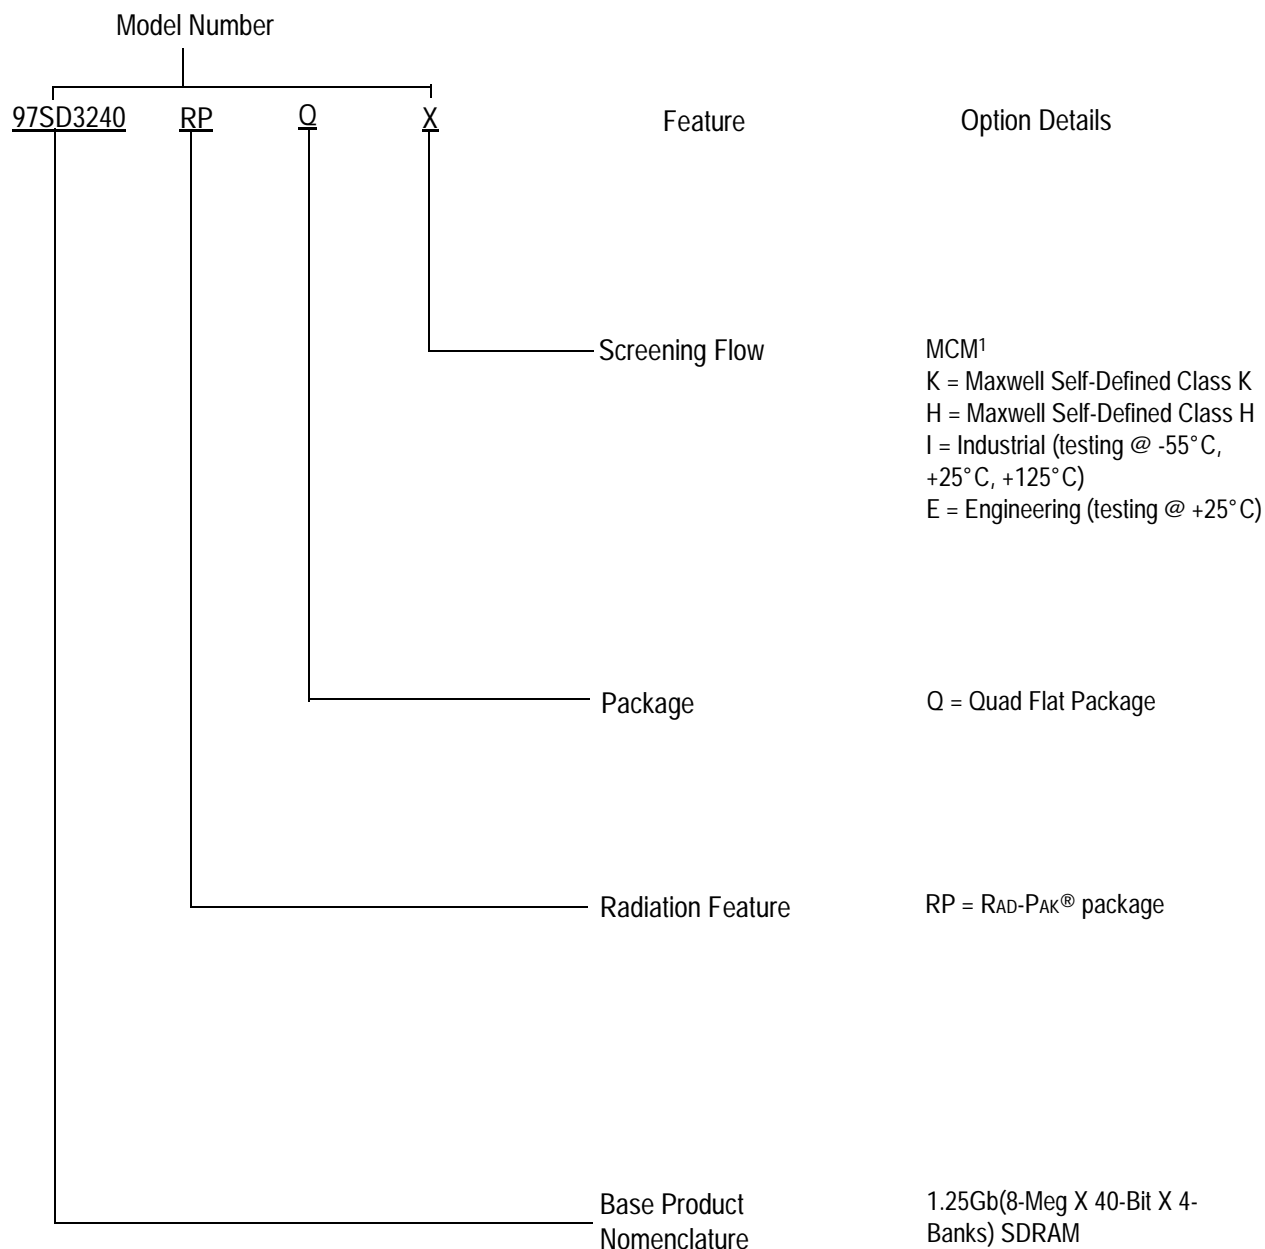 Model Number
97SD3240 RP Q X Feature Option Details
Screening Flow MCM¹
K = Maxwell Self-Defined Class K
H = Maxwell Self-Defined Class H
I = Industrial (testing @ -55°C,
+25°C, +125°C)
E = Engineering (testing @ +25°C)
Package Q = Quad Flat Package
Radiation Feature RP = RAD-PAK® package
Base Product 1.25Gb(8-Meg X 40-Bit X 4-
Nomenclature Banks) SDRAM